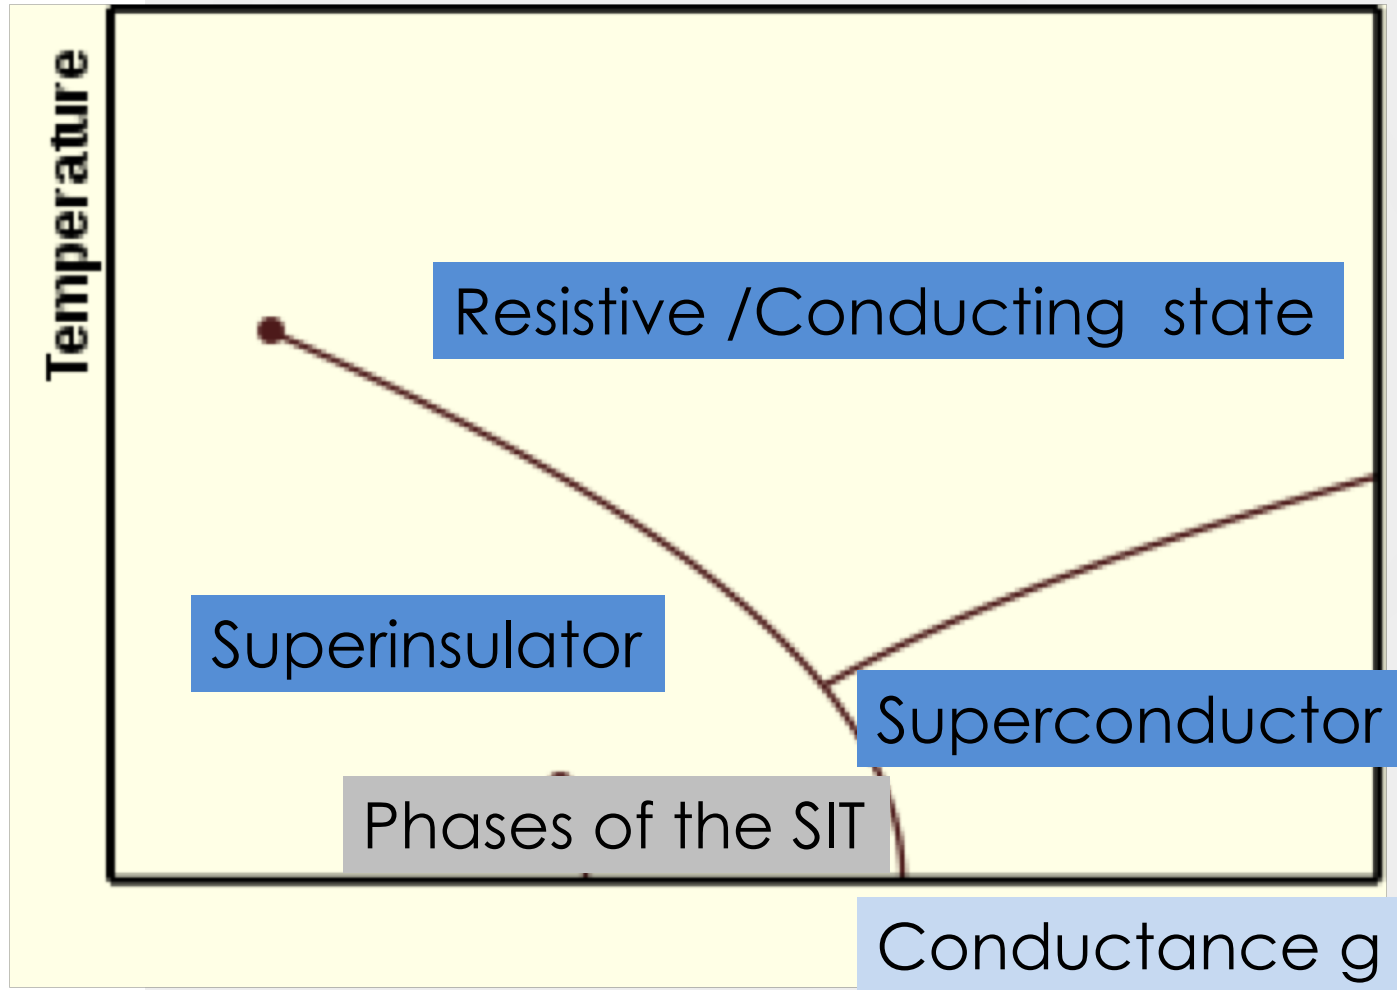 Temperature
Resistive /Conducting state
Superinsulator
Superconductor
Phases of the SIT
Conductance g